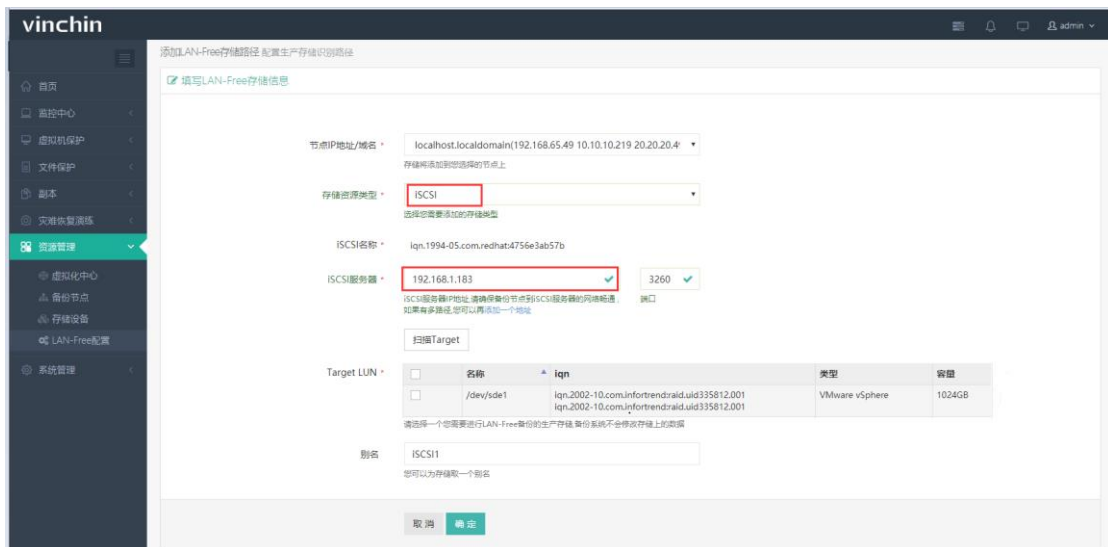 vinchin
admin
添加LAN-Free存储路径 配置生产存储识别路径
填写LAN-Free存储信息
首页
监控中心
虚拟机保护
文件保护
副本
灾难恢复演练
资源管理
虚拟化中心
备份节点
存储设备
LAN-Free配置
系统管理
节点IP地址/域名 * localhost.localdomain(192.168.65.49 10.10.10.219 20.20.20.4
存储将添加到您选择的节点上
存储资源类型 * iSCSI
选择您需要添加的存储类型
iSCSI名称 * iqn.1994-05.com.redhat:4756e3ab57b
iSCSI服务器 * 192.168.1.183 3260
iSCSI服务器IP地址,请确保备份节点到iSCSI服务器的网络畅通, 端口
如果有多路径,您可以再添加一个地址
扫描Target
Target LUN * 名称 iqn 类型 容量
/dev/sde1 iqn.2002-10.com.infortrend:raid.uid335812.001 VMware vSphere 1024GB
iqn.2002-10.com.infortrend:raid.uid335812.001
请选择一个您需要进行LAN-Free备份的生产存储,备份系统不会修改存储上的数据
别名 iSCSI1
您可以为存储取一个别名
取消 确定